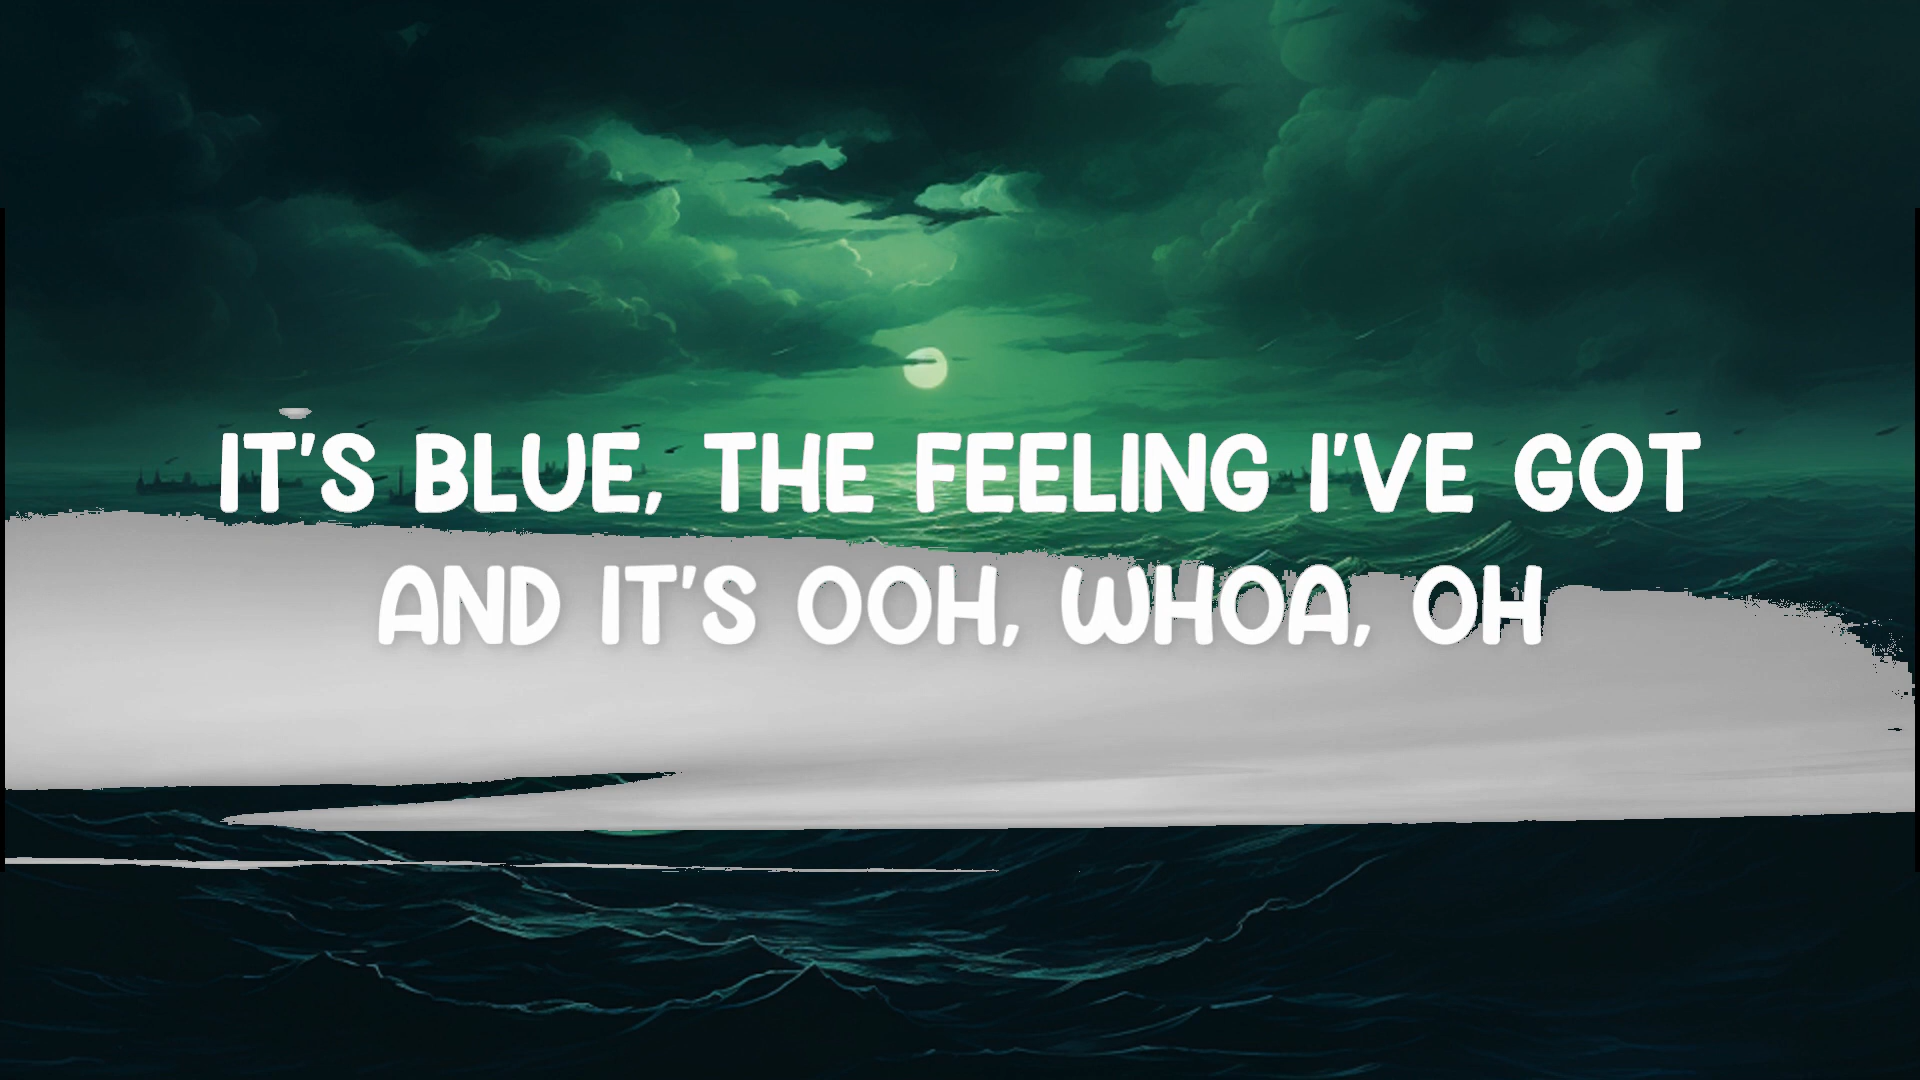 IT'S BLUE, THE FEELING I'VE GOT
AND IT'S OOH, WHOA, OH